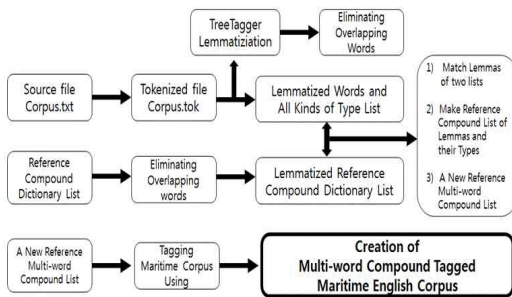 TreeTagger
Lemmatiziation
Eliminating
Overlapping
Words
Source file
Corpus.txt
Tokenized file
Corpus.tok
Lemmatized Words and
All Kinds of Type List
1) Match Lemmas
of two lists
2) Make Reference
Compound List of
Lemmas and
their Types
3) A New Reference
Multi-word
Compound List
Reference
Compound
Dictionary List
Eliminating
Overlapping
words
Lemmatized Reference
Compound Dictionary List
A New Reference
Multi-word
Compound List
Tagging
Maritime Corpus
Using
Creation of
Multi-word Compound Tagged
Maritime English Corpus